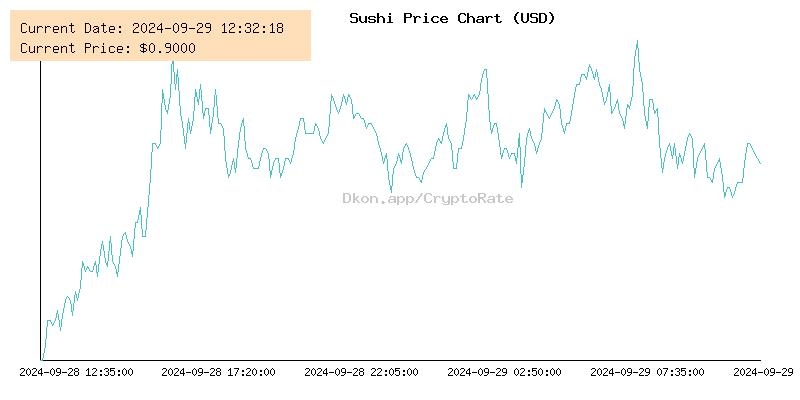 Sushi Price Chart (USD)
Current Date: 2024-09-29 12:32:18
Current Price: $0.9000
Dkon.app/CryptoRate
2024-09-28 12:35:00 2024-09-28 17:20:00 2024-09-28 22:05:00 2024-09-29 02:50:00 2024-09-29 07:35:00 2024-09-29